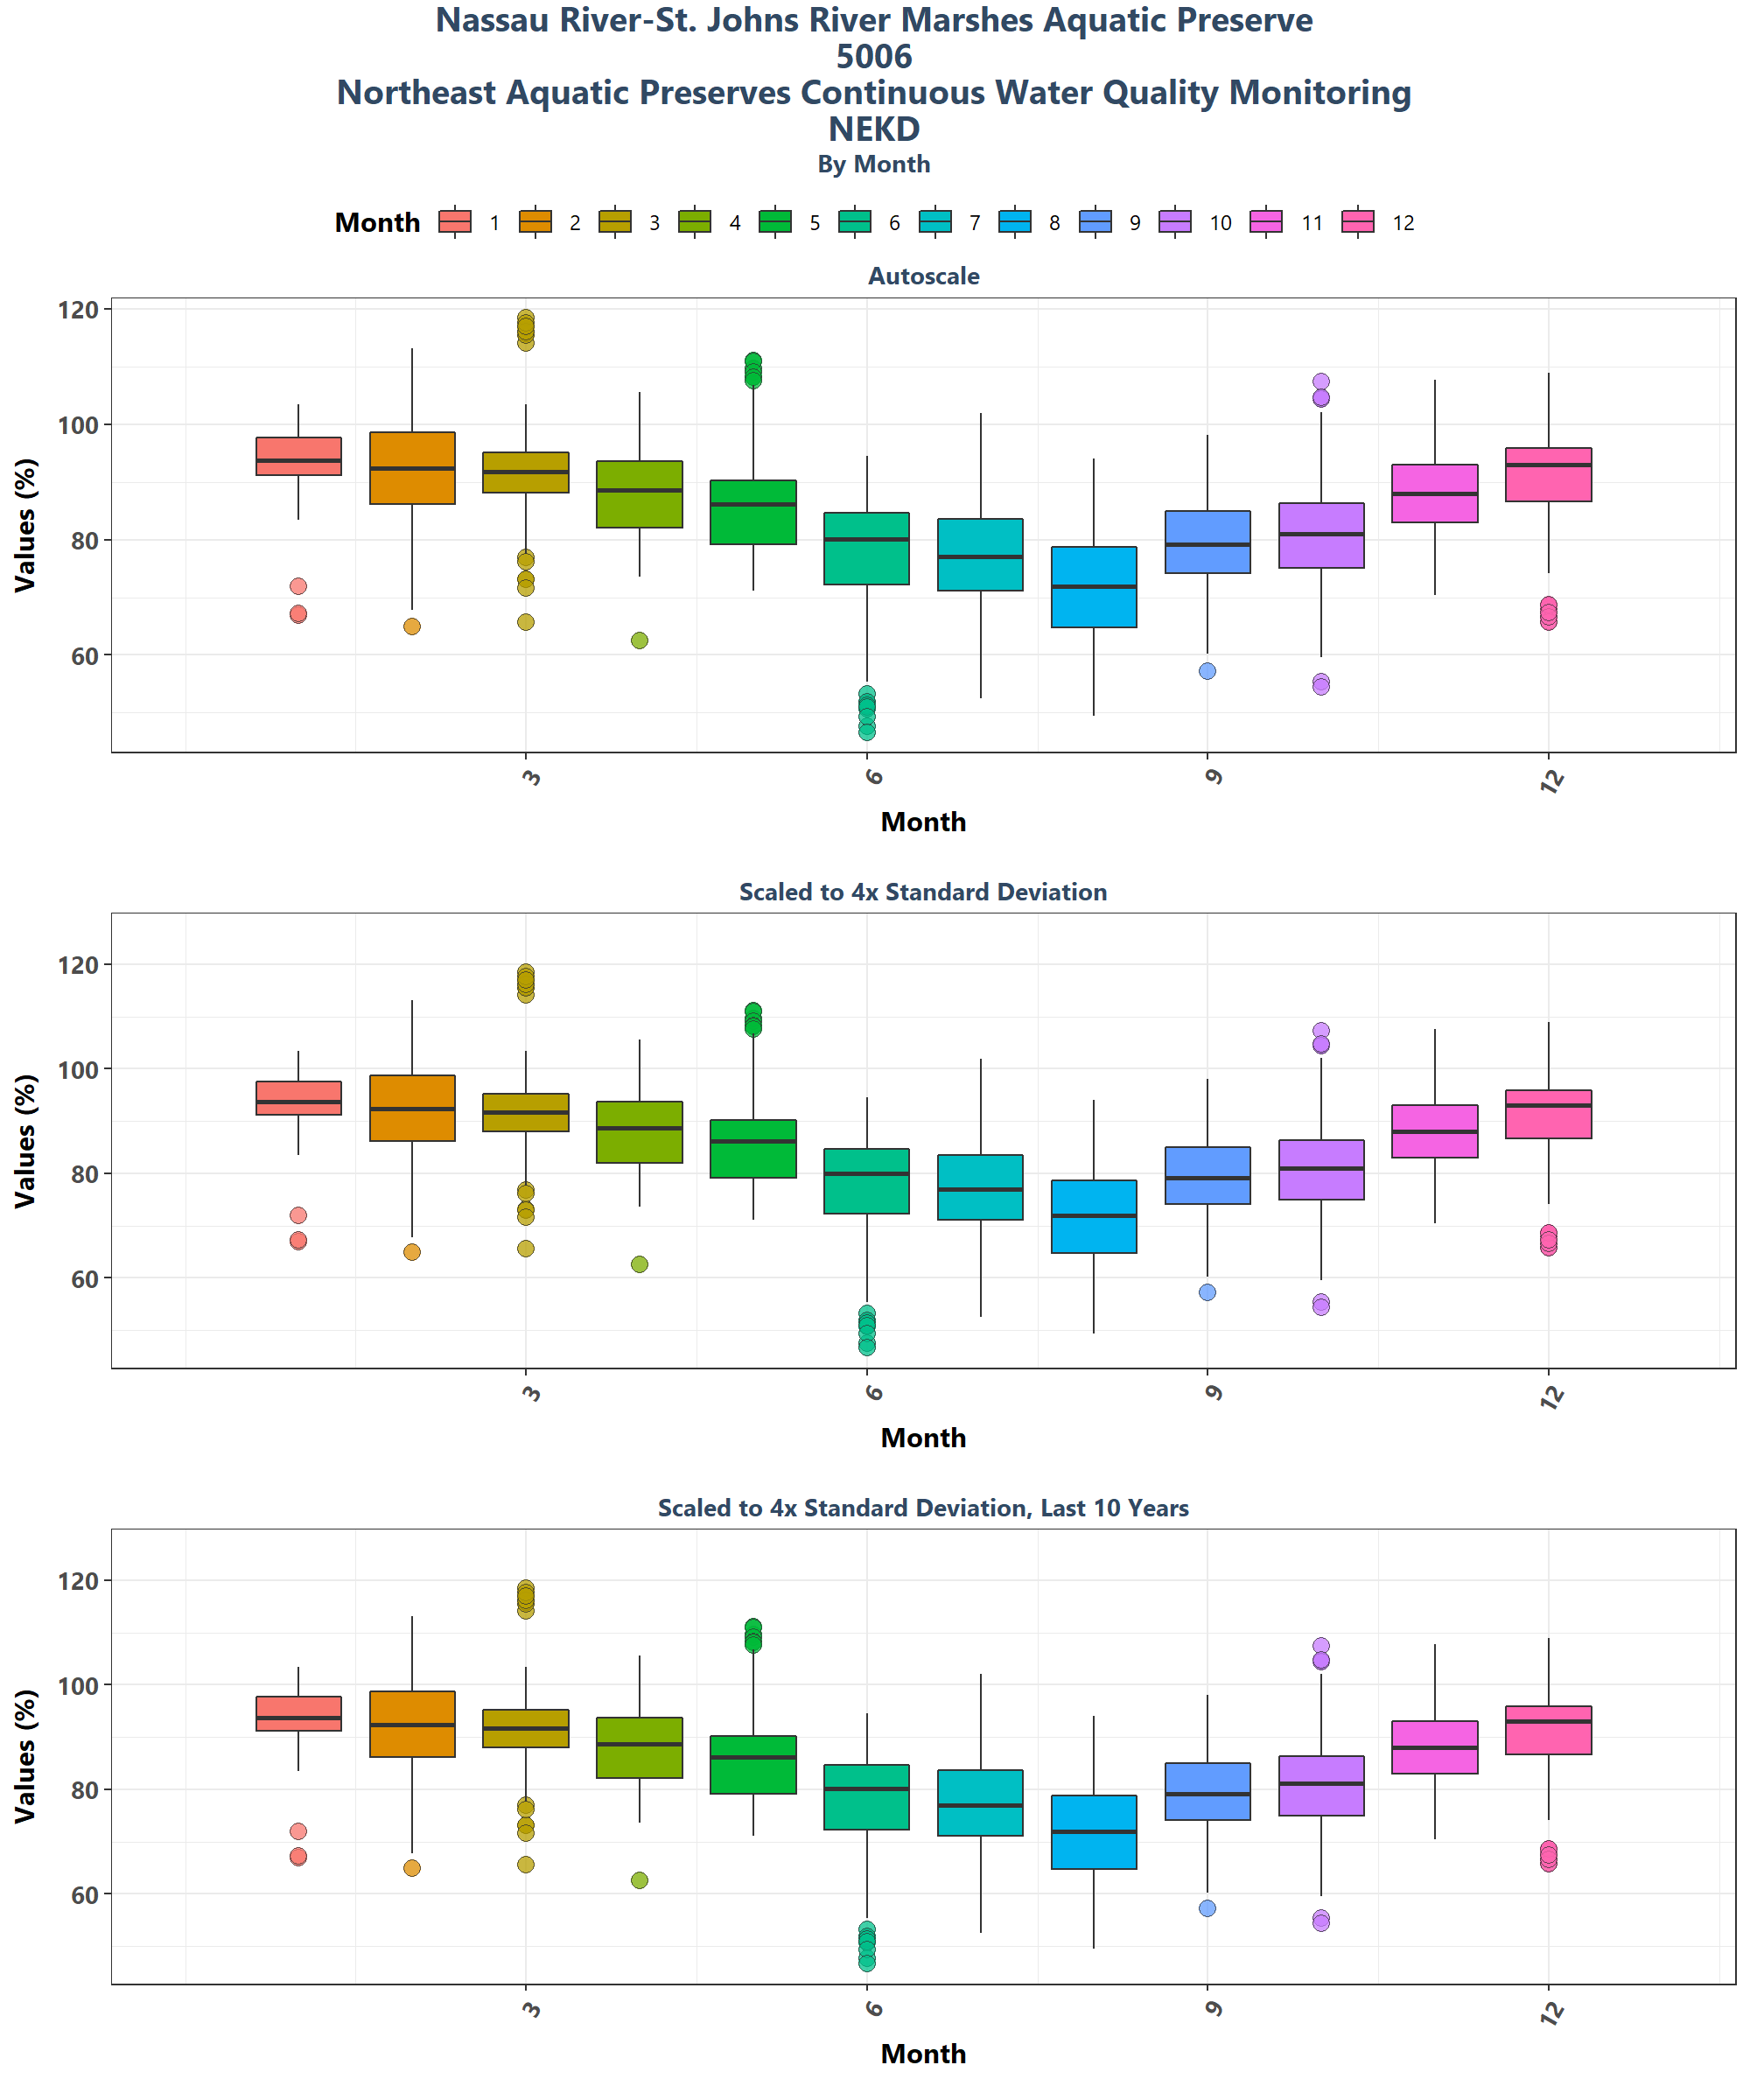 Nassau River-St. Johns River Marshes Aquatic Preserve
5006
Northeast Aquatic Preserves Continuous Water Quality Monitoring
NEKD
By Month
Month 1 2 3 4 5 6 7 8 9 10 11 12
Autoscale
Values (%)
120
100
80
60
3 6 9 12
Month
Scaled to 4x Standard Deviation
Values (%)
120
100
80
60
3 6 9 12
Month
Scaled to 4x Standard Deviation, Last 10 Years
Values (%)
120
100
80
60
3 6 9 12
Month